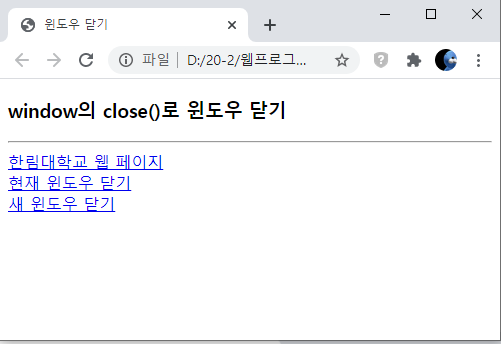 윈도우 닫기
파일 D:/20-2/웹프로그...
window의 close()로 윈도우 닫기
한림대학교 웹 페이지
현재 윈도우 닫기
새 윈도우 닫기